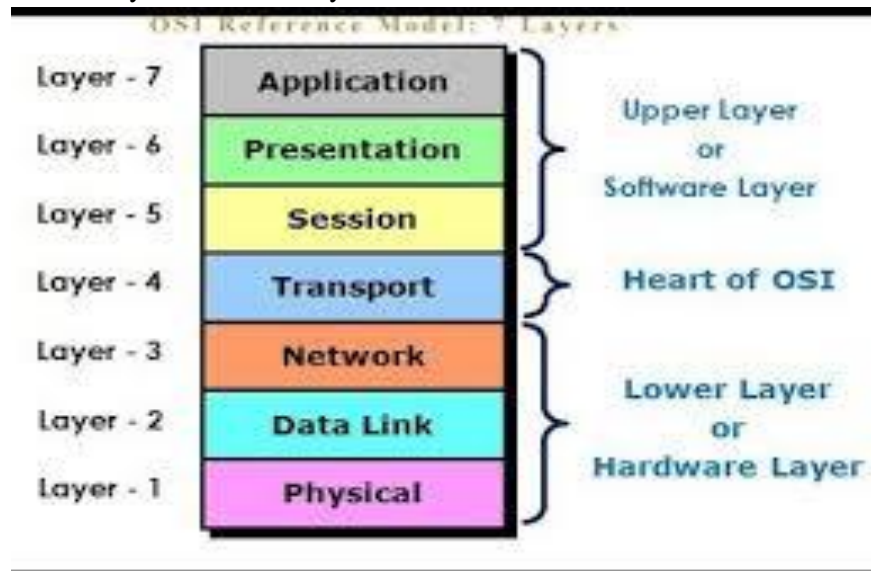 OSI Reference Model: 7 Layers
Layer - 7
Application
Layer - 6
Presentation
Layer - 5
Session
Upper Layer
or
Software Layer
Layer - 4
Transport
Heart of OSI
Layer - 3
Network
Layer - 2
Data Link
Layer - 1
Physical
Lower Layer
or
Hardware Layer